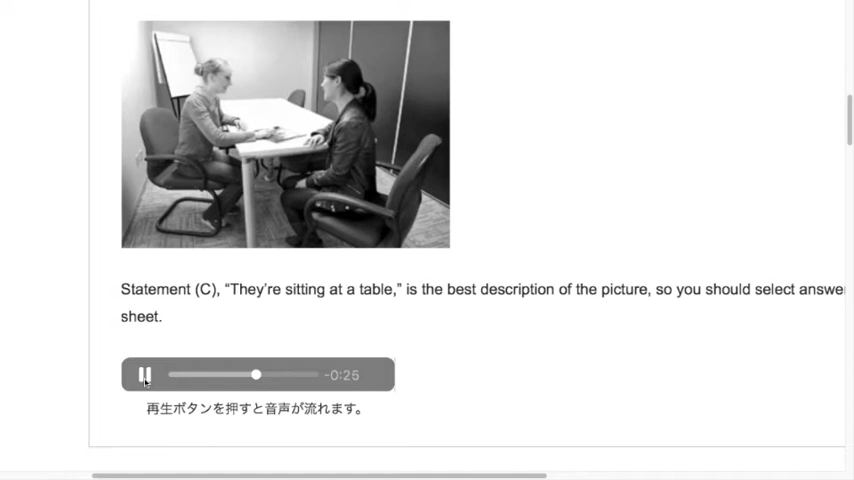 Statement (C), “They’re sitting at a table,” is the best description of the picture, so you should select answe
sheet.
-0:25
再生ボタンを押すと音声が流れます。